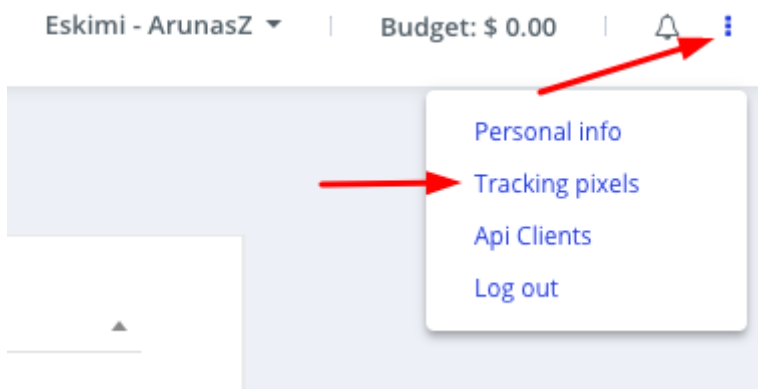 Eskimi - ArunasZ
Budget: $ 0.00
Personal info
Tracking pixels
Api Clients
Log out